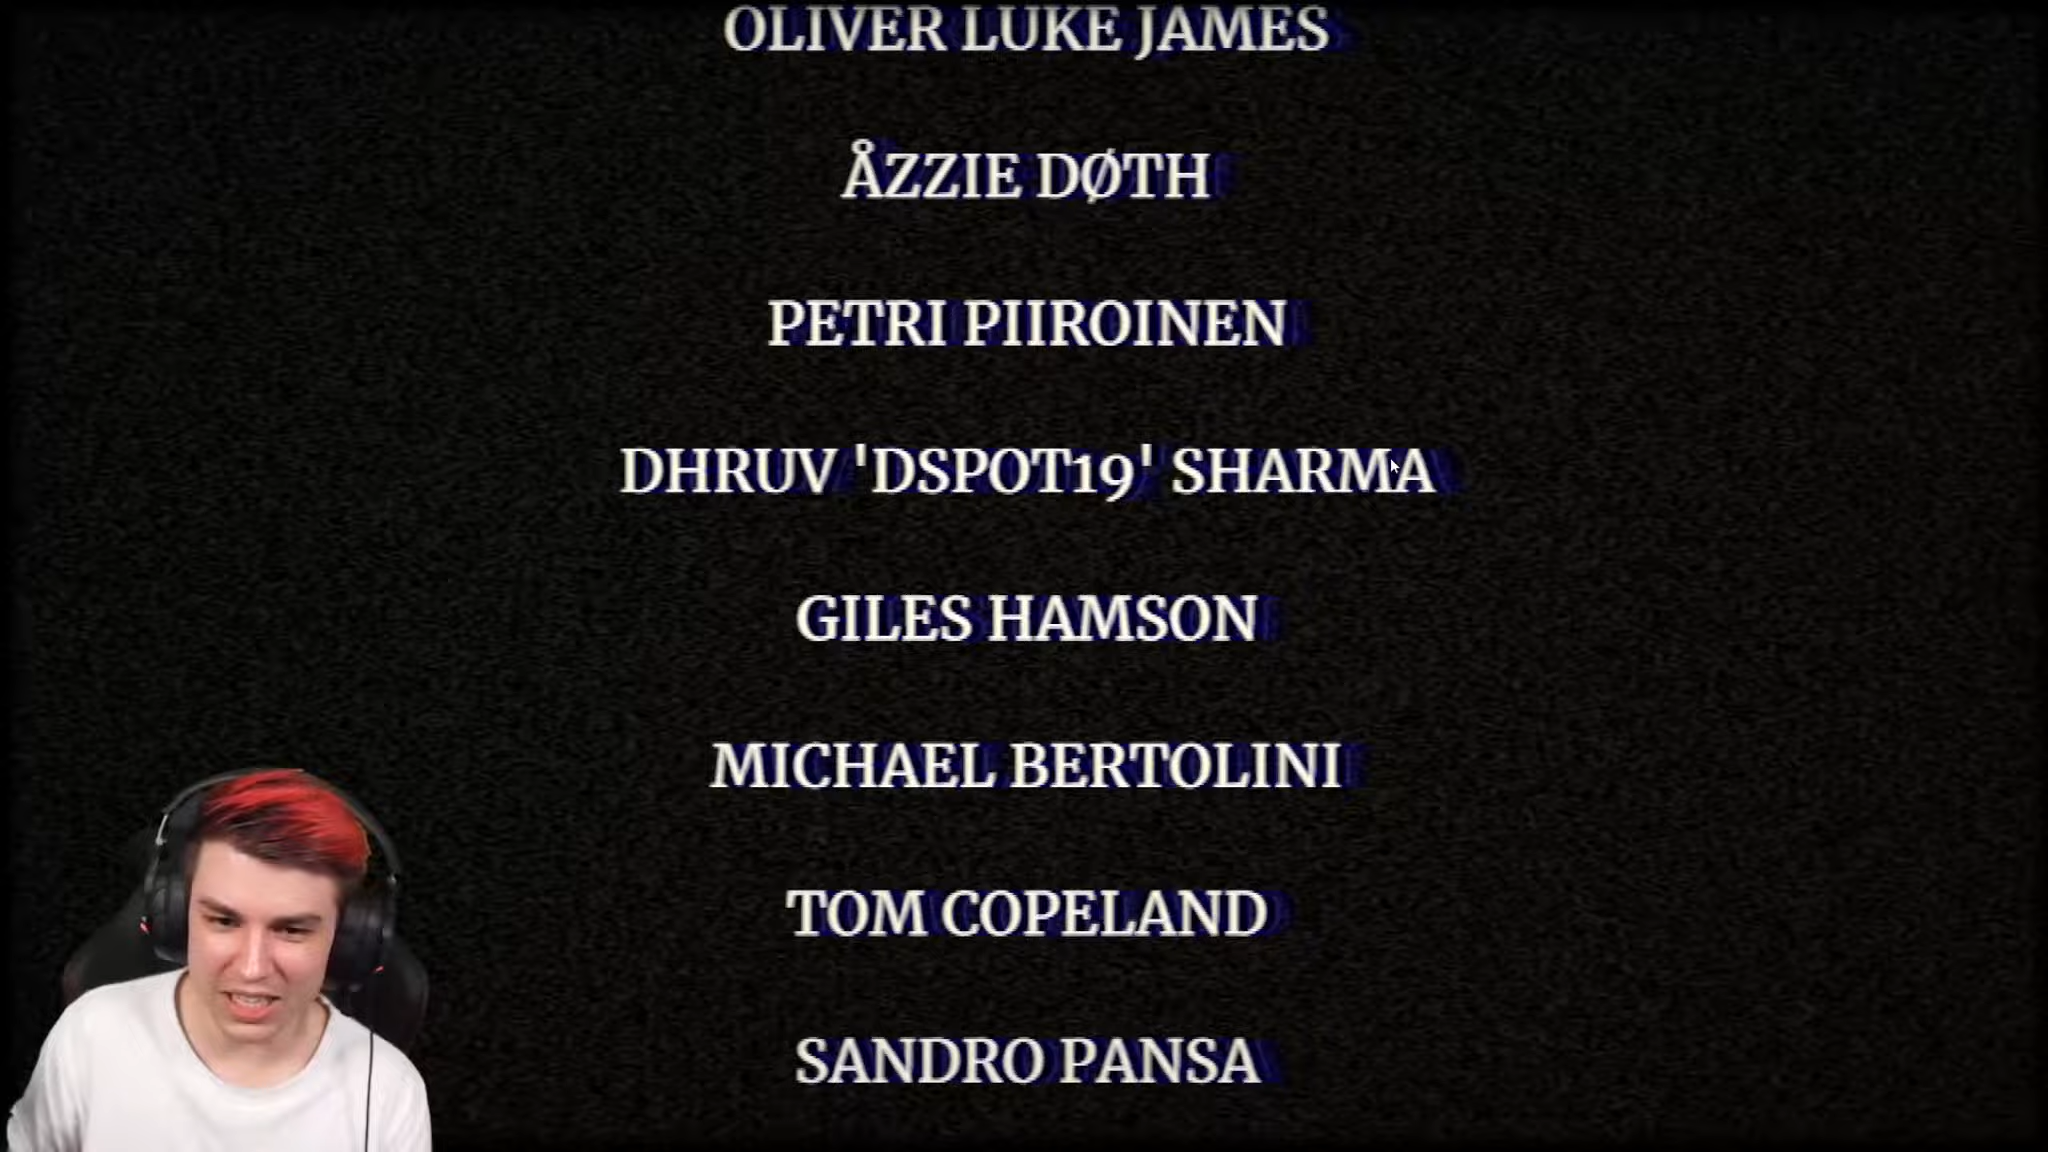 OLIVER LUKE JAMES
ÅZZIE DØTH
PETRI PIIROINEN
DHRUV 'DSPOT19' SHARMA
GILES HAMSON
MICHAEL BERTOLINI
TOM COPELAND
SANDRO PANSA